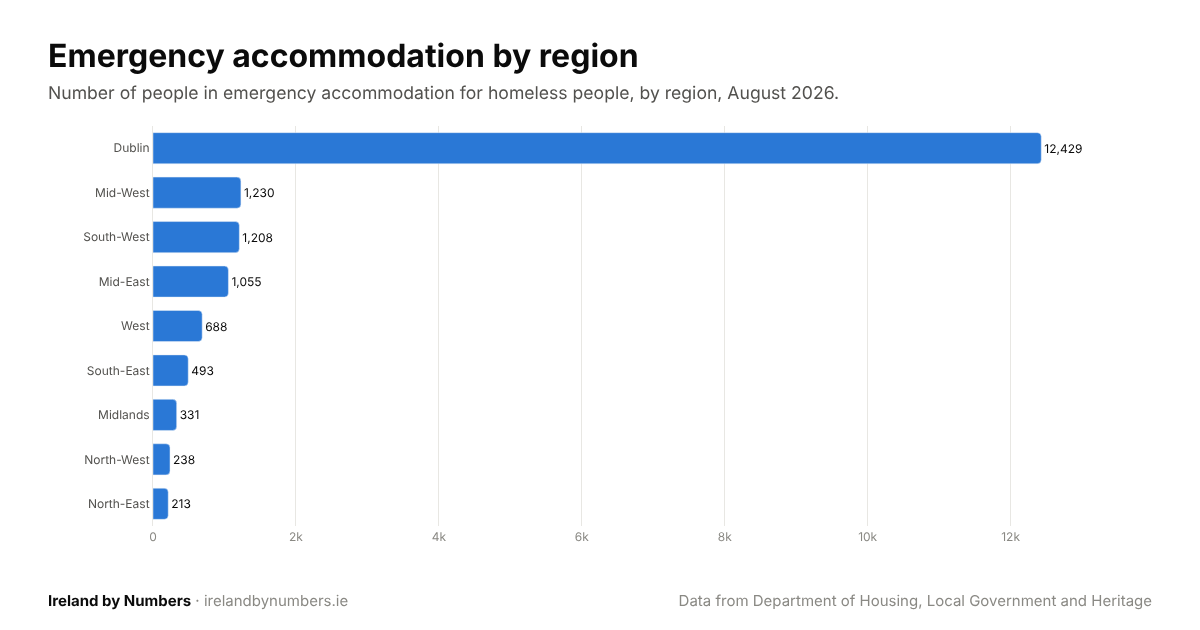 Emergency accommodation by region
Number of people in emergency accommodation for homeless people, by region, August 2026.
Dublin 12,429
Mid-West 1,230
South-West 1,208
Mid-East 1,055
West 688
South-East 493
Midlands 331
North-West 238
North-East 213
0 2k 4k 6k 8k 10k 12k
Ireland by Numbers · irelandbynumbers.ie
Data from Department of Housing, Local Government and Heritage